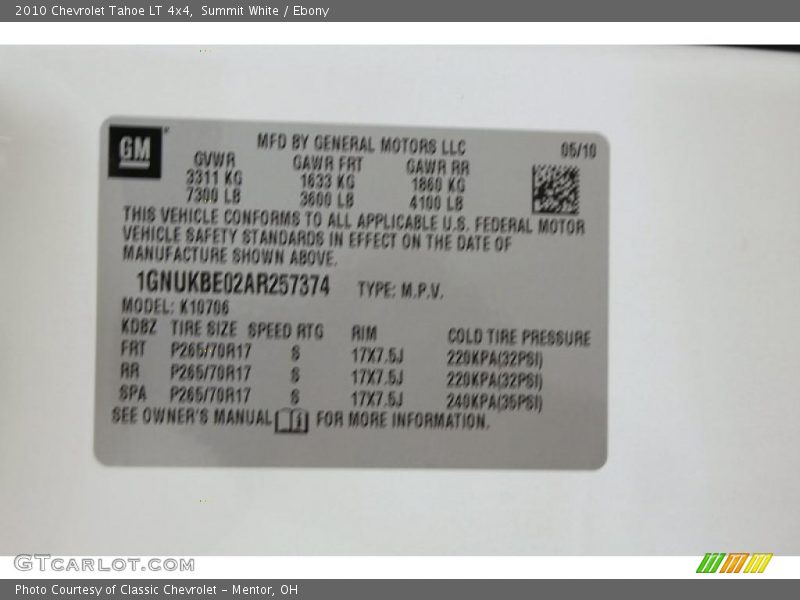 2010 Chevrolet Tahoe LT 4x4, Summit White / Ebony
GM
MFD BY GENERAL MOTORS LLC 05/10
GVWR GAWR FRT GAWR RR
3311 KG 1633 KG 1860 KG
7300 LB 3600 LB 4100 LB
THIS VEHICLE CONFORMS TO ALL APPLICABLE U.S. FEDERAL MOTOR
VEHICLE SAFETY STANDARDS IN EFFECT ON THE DATE OF
MANUFACTURE SHOWN ABOVE.
1GNUKBE02AR257374 TYPE: M.P.V.
MODEL: K10706
KDBZ TIRE SIZE SPEED RTG RIM COLD TIRE PRESSURE
FRT P265/70R17 S 17X7.5J 220KPA(32PSI)
RR P265/70R17 S 17X7.5J 220KPA(32PSI)
SPA P265/70R17 S 17X7.5J 240KPA(35PSI)
SEE OWNER'S MANUAL FOR MORE INFORMATION.
GTCARLOT.COM
Photo Courtesy of Classic Chevrolet - Mentor, OH